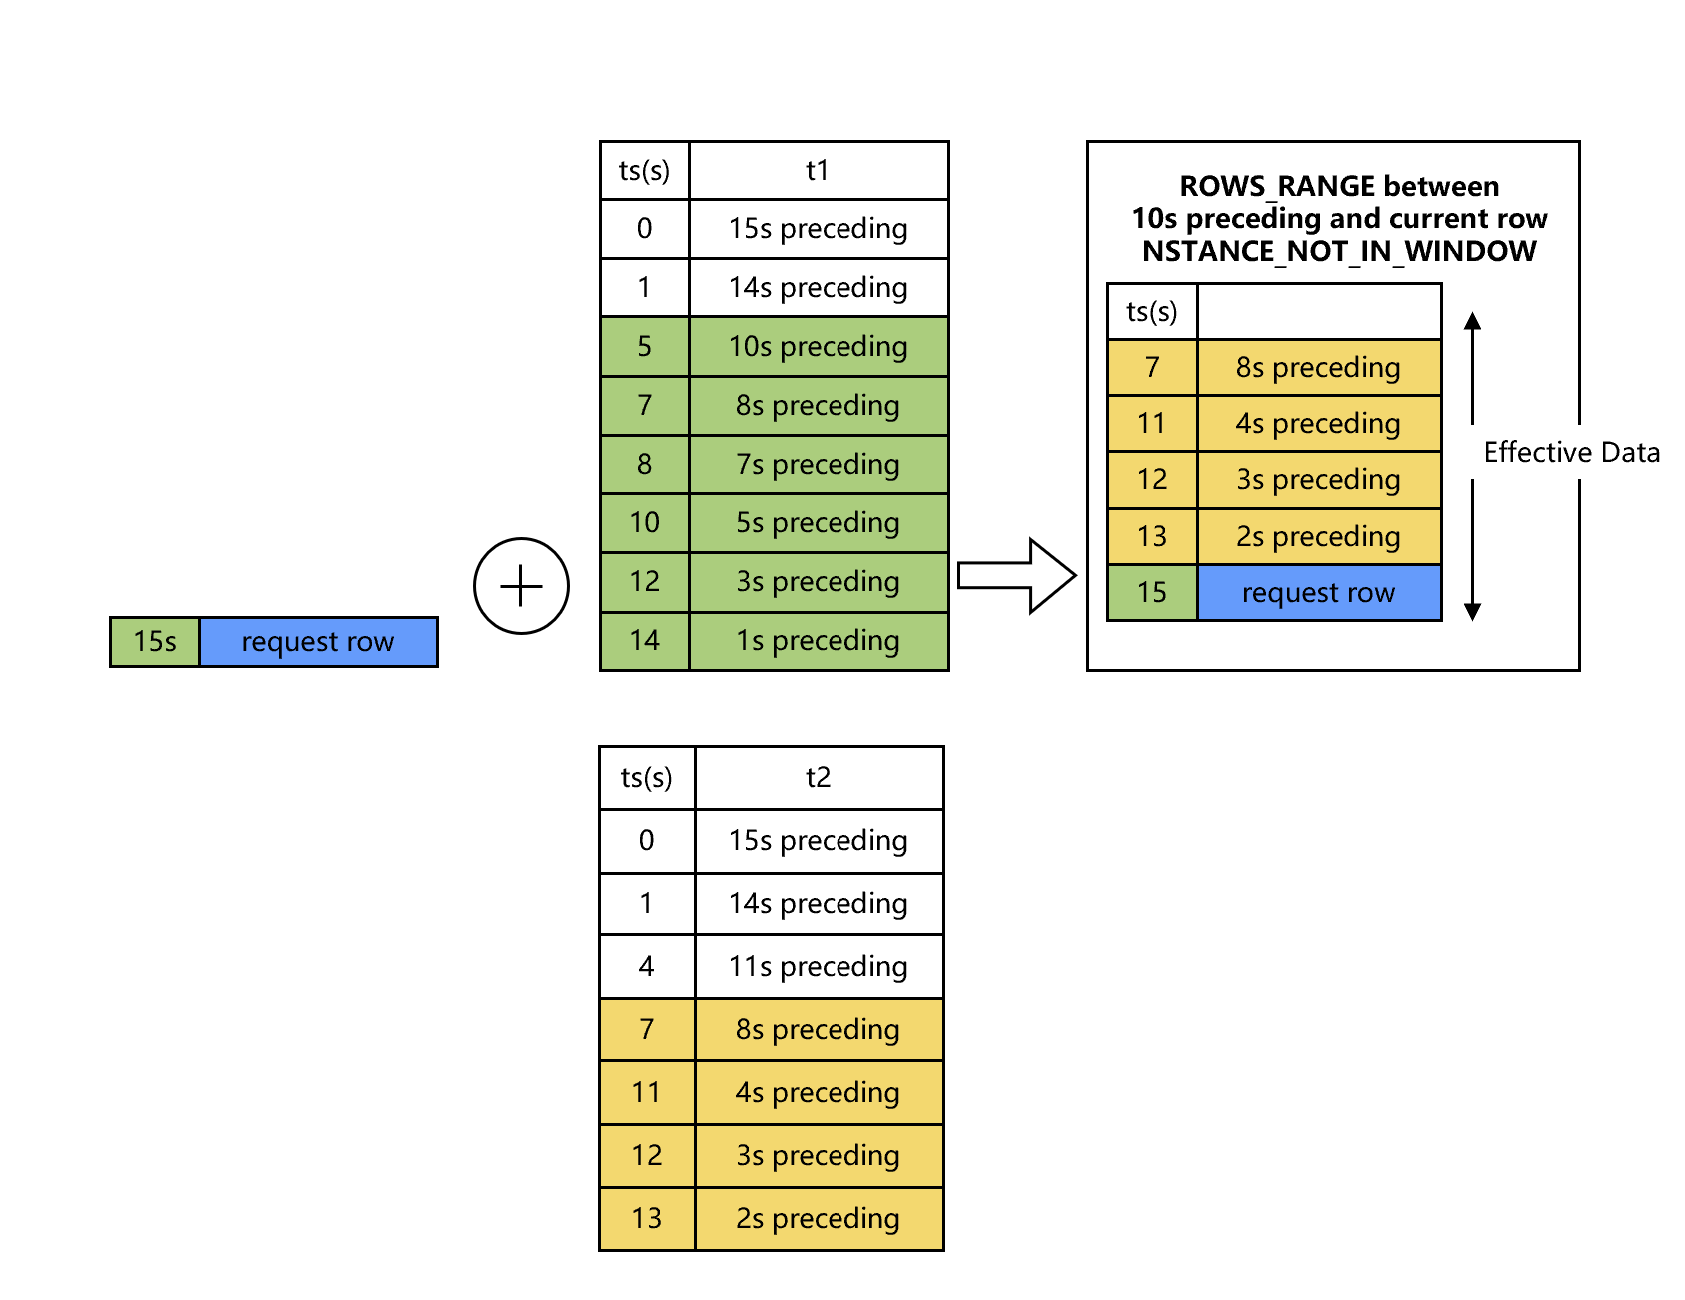 15s request row
ts(s) t1
0 15s preceding
1 14s preceding
5 10s preceding
7 8s preceding
8 7s preceding
10 5s preceding
12 3s preceding
14 1s preceding
ROWS_RANGE between
10s preceding and current row
NSTANCE_NOT_IN_WINDOW
ts(s)
7 8s preceding
11 4s preceding
12 3s preceding
13 2s preceding
15 request row
Effective Data
ts(s) t2
0 15s preceding
1 14s preceding
4 11s preceding
7 8s preceding
11 4s preceding
12 3s preceding
13 2s preceding